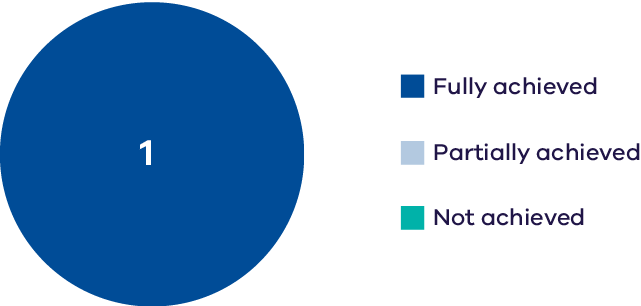 1
Fully achieved
Partially achieved
Not achieved